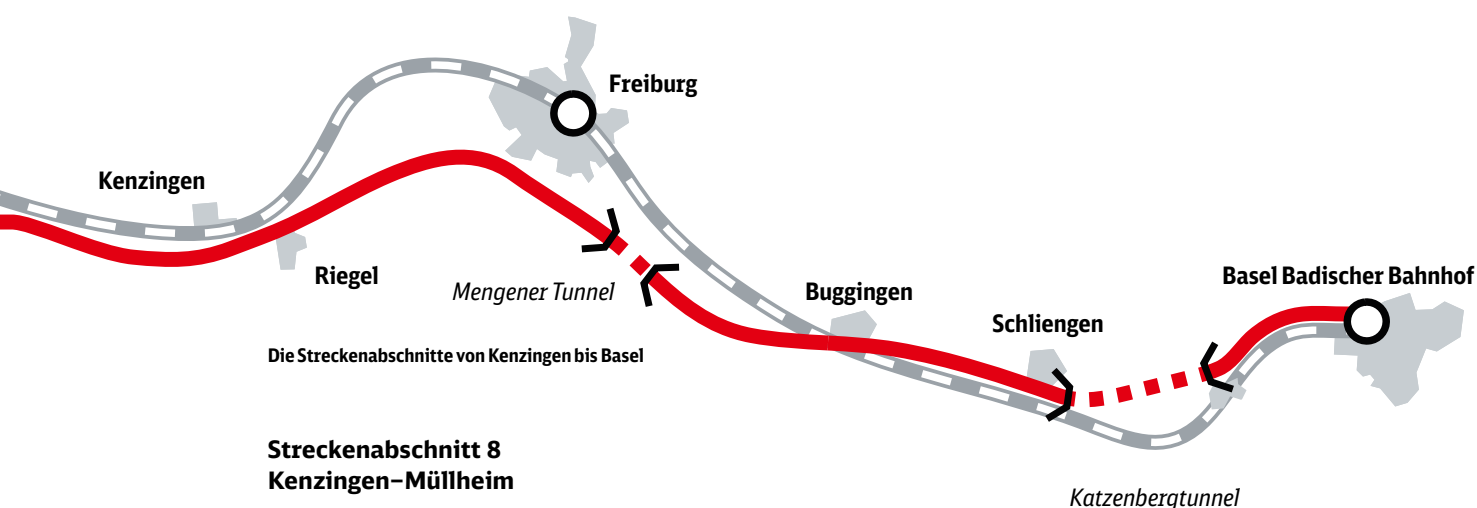 Freiburg
Kenzingen
Riegel
Mengener Tunnel
Buggingen
Basel Badischer Bahnhof
Schliengen
Die Streckenabschnitte von Kenzingen bis Basel
Streckenabschnitt 8
Kenzingen–Müllheim
Katzenbergtunnel